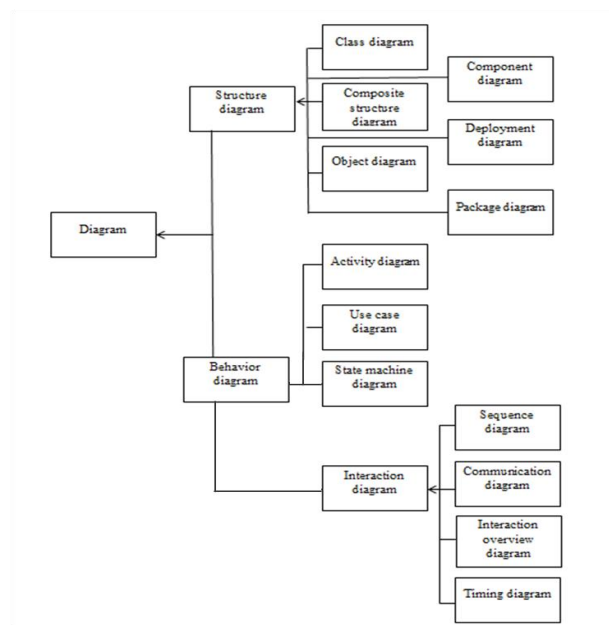 Class diagram
Component
diagram
Structure
diagram
Composite
structure
diagram
Deployment
diagram
Object diagram
Package diagram
Diagram
Activity diagram
Use case
diagram
Behavior
diagram
State machine
diagram
Sequence
diagram
Interaction
diagram
Communication
diagram
Interaction
overview
diagram
Timing diagram